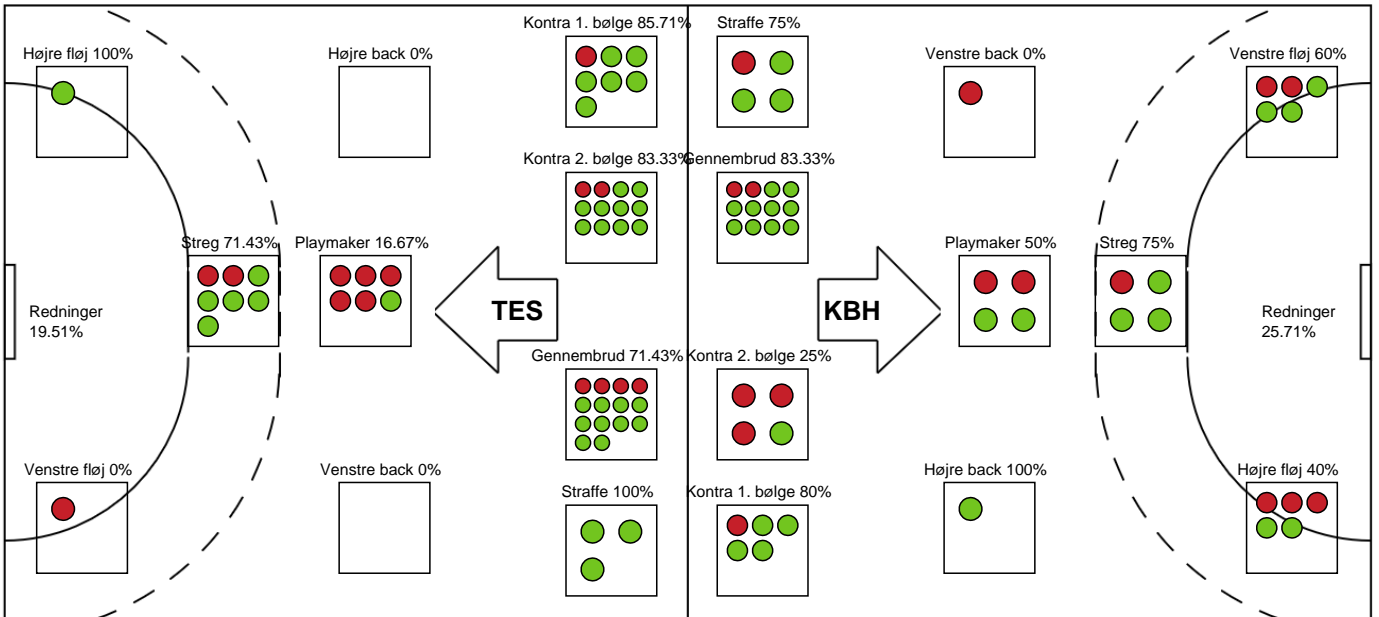 Kontra 1. bølge 85.71%
Straffe 75%
Højre fløj 100%
Højre back 0%
Venstre back 0%
Venstre fløj 60%
Kontra 2. bølge 83.33%
Gennembrud 83.33%
Streg 71.43%
Playmaker 16.67%
Playmaker 50%
Streg 75%
Redninger
19.51%
TES
KBH
Redninger
25.71%
Gennembrud 71.43%
Kontra 2. bølge 25%
Venstre fløj 0%
Venstre back 0%
Højre back 100%
Højre fløj 40%
Straffe 100%
Kontra 1. bølge 80%